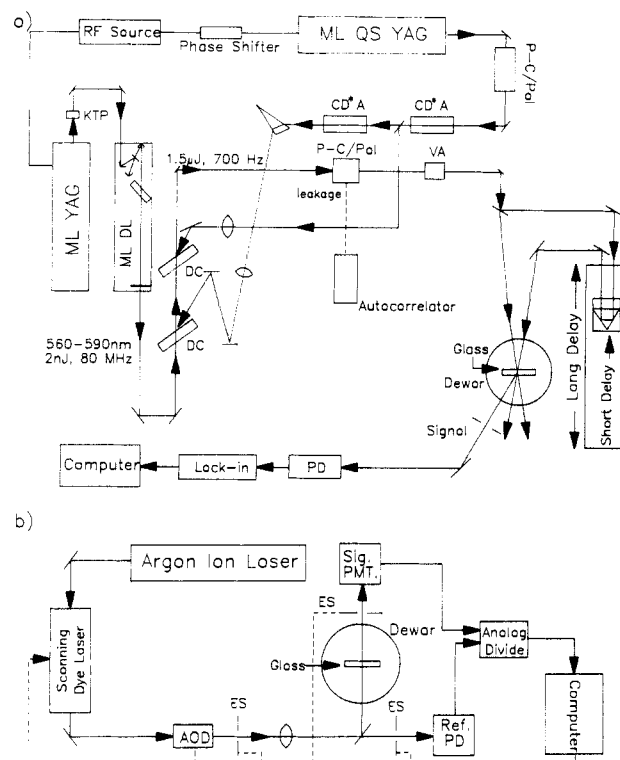 a)
RF Source
Phase Shifter
ML QS YAG
P-C/Pol
KTP
CD*A
CD*A
1.5μJ, 700 Hz
P-C/Pol
VA
leakage
ML YAG
ML DL
DC
DC
Autocorrelator
560-590nm
2nJ, 80 MHz
Glass
Dewar
Long Delay
Short Delay
Signal
Computer
Lock-in
PD
b)
Argon Ion Laser
Sig.
PMT.
ES
Dewar
Scanning
Dye Laser
Glass
Analog
Divide
Computer
ES
ES
AOD
Ref.
PD